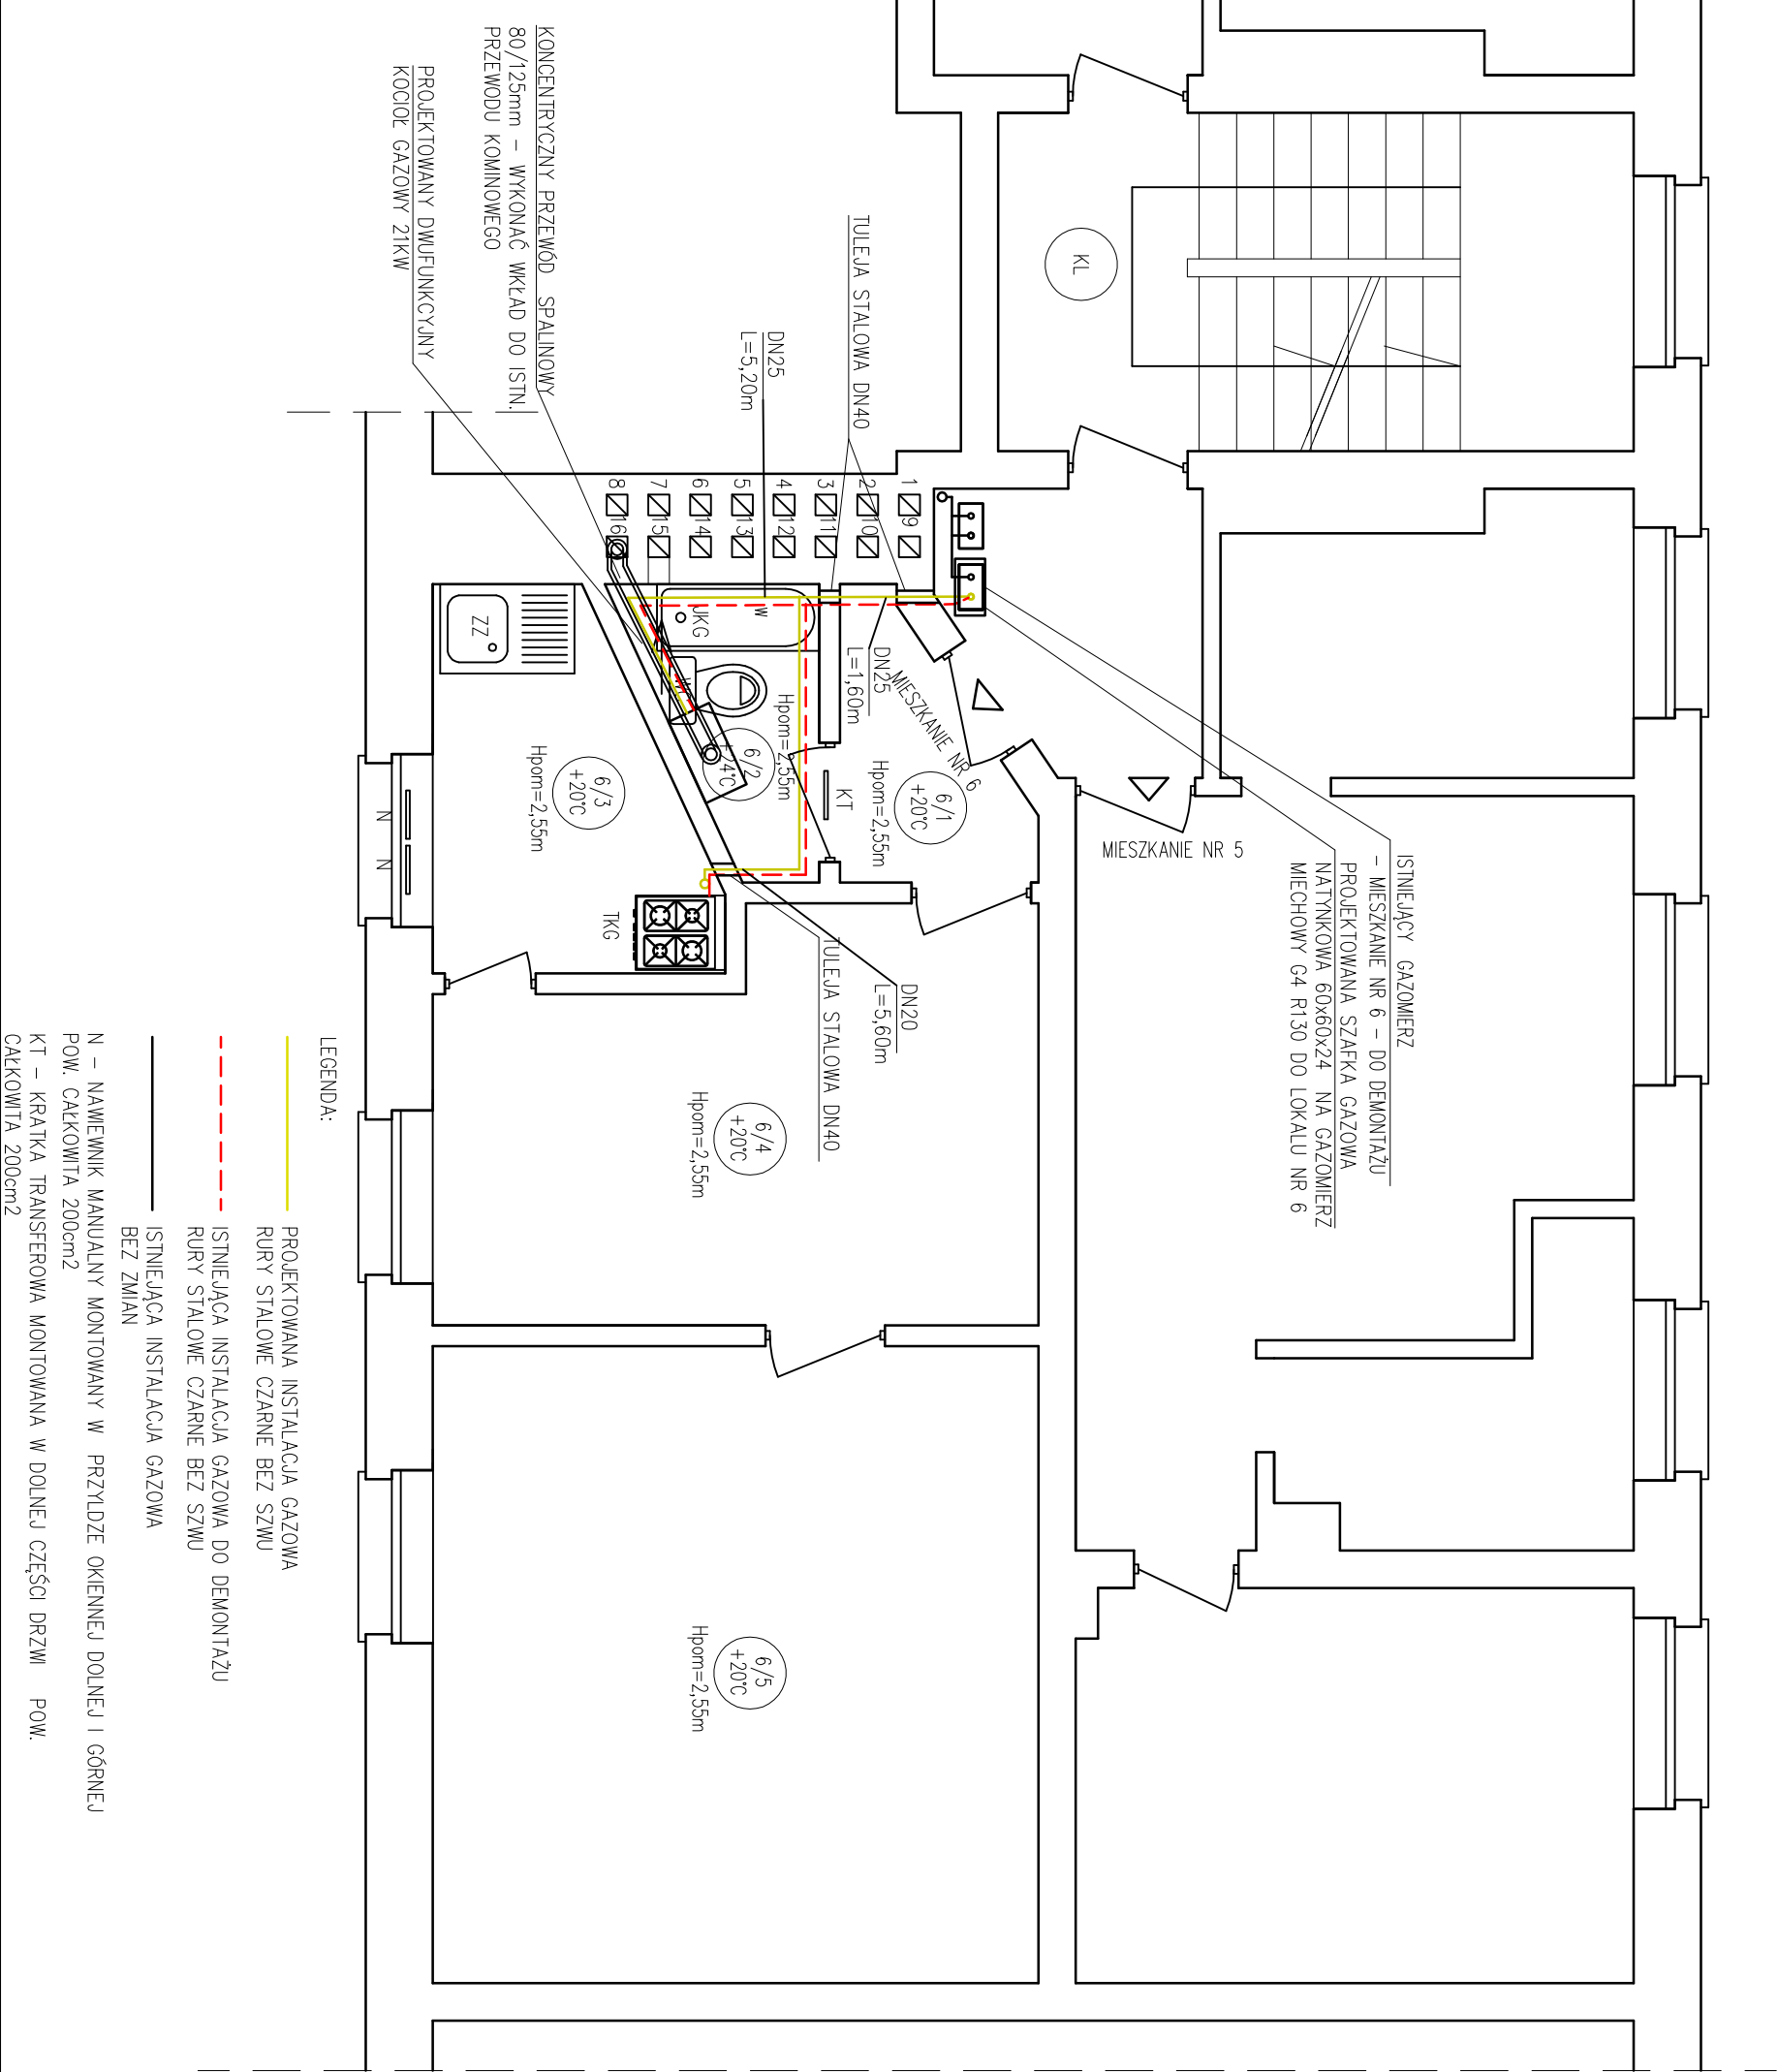 KONCENTRYCZNY PRZEWÓD SPALINOWY
80/125mm – WYKONAĆ WKŁAD DO ISTN.
PRZEWODU KOMINOWEGO
PROJEKTOWANY DWUFUNKCYJNY
KOCIOŁ GAZOWY 21KW
KL
TULEJA STALOWA DN40
DN25
L=5,20m
1
2
3
4
5
6
7
8
9
10
11
12
13
14
15
16
ZZ
JKG
W
DN25
L=1,60m
MIESZKANIE NR 6
6/1
+20°C
Hpom=2,55m
6/2
+24°C
Hpom=2,55m
6/3
+20°C
Hpom=2,55m
KT
N
N
TKG
MIESZKANIE NR 5
ISTNIEJĄCY GAZOMIERZ
– MIESZKANIE NR 6 – DO DEMONTAŻU
PROJEKTOWANA SZAFKA GAZOWA
NATYNKOWA 60x60x24 NA GAZOMIERZ
MIECHOWY G4 R130 DO LOKALU NR 6
DN20
L=5,60m
TULEJA STALOWA DN40
6/4
+20°C
Hpom=2,55m
6/5
+20°C
Hpom=2,55m
LEGENDA:
PROJEKTOWANA INSTALACJA GAZOWA
RURY STALOWE CZARNE BEZ SZWU
ISTNIEJĄCA INSTALACJA GAZOWA DO DEMONTAŻU
RURY STALOWE CZARNE BEZ SZWU
ISTNIEJĄCA INSTALACJA GAZOWA
BEZ ZMIAN
N – NAWIEWNIK MANUALNY MONTOWANY W PRZYLDZE OKIENNEJ DOLNEJ I GÓRNEJ
POW. CAŁKOWITA 200cm2
KT – KRATKA TRANSFEROWA MONTOWANA W DOLNEJ CZĘŚCI DRZWI POW.
CAŁKOWITA 200cm2